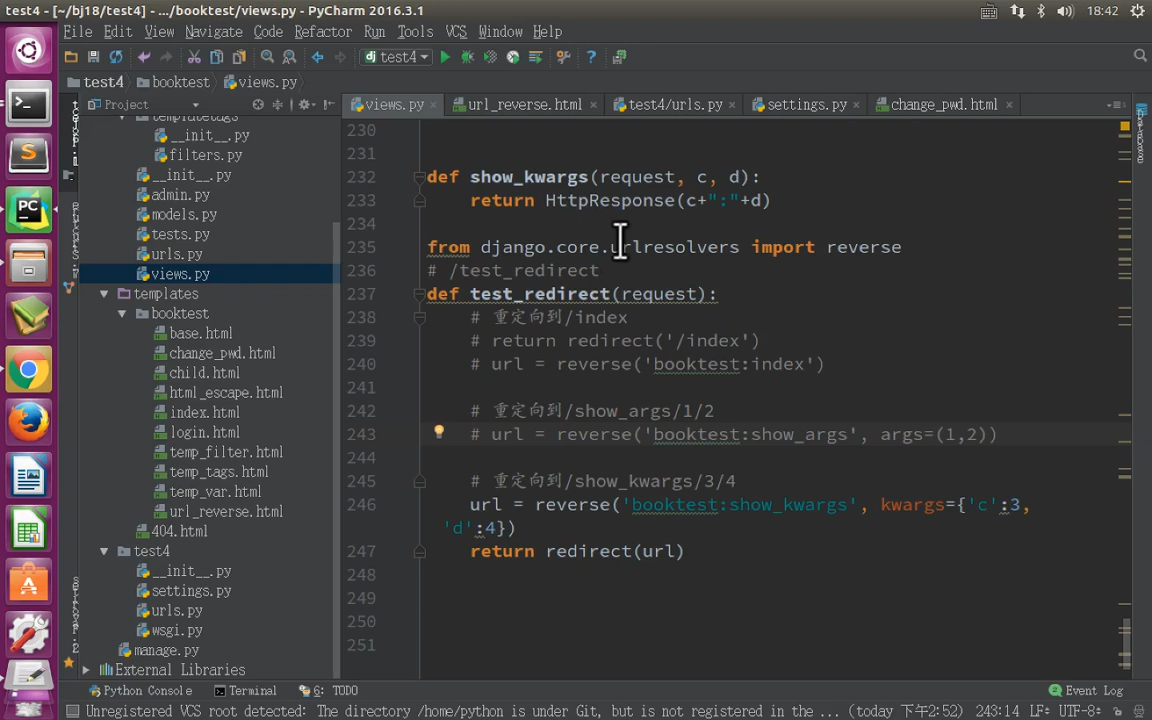 test4 - [~/bj18/test4] - .../booktest/views.py - PyCharm 2016.3.1
18:42
File Edit View Navigate Code Refactor Run Tools VCS Window Help
test4
test4 booktest views.py
Project
views.py url_reverse.html test4/urls.py settings.py change_pwd.html
templatetags
__init__.py
filters.py
__init__.py
admin.py
models.py
tests.py
urls.py
views.py
templates
booktest
base.html
change_pwd.html
child.html
html_escape.html
index.html
login.html
temp_filter.html
temp_tags.html
temp_var.html
url_reverse.html
404.html
test4
__init__.py
settings.py
urls.py
wsgi.py
manage.py
External Libraries
230
231
232 def show_kwargs(request, c, d):
233 return HttpResponse(c+":"+d)
234
235 from django.core.urlresolvers import reverse
236 # /test_redirect
237 def test_redirect(request):
238 # 重定向到/index
239 # return redirect('/index')
240 # url = reverse('booktest:index')
241
242 # 重定向到/show_args/1/2
243 # url = reverse('booktest:show_args', args=(1,2))
244
245 # 重定向到/show_kwargs/3/4
246 url = reverse('booktest:show_kwargs', kwargs={'c':3,
'd':4})
247 return redirect(url)
248
249
250
251
Python Console Terminal 6: TODO Event Log
Unregistered VCS root detected: The directory /home/python is under Git, but is not registered in the ... (today 下午2:52) 243:14 LF÷ UTF-8÷